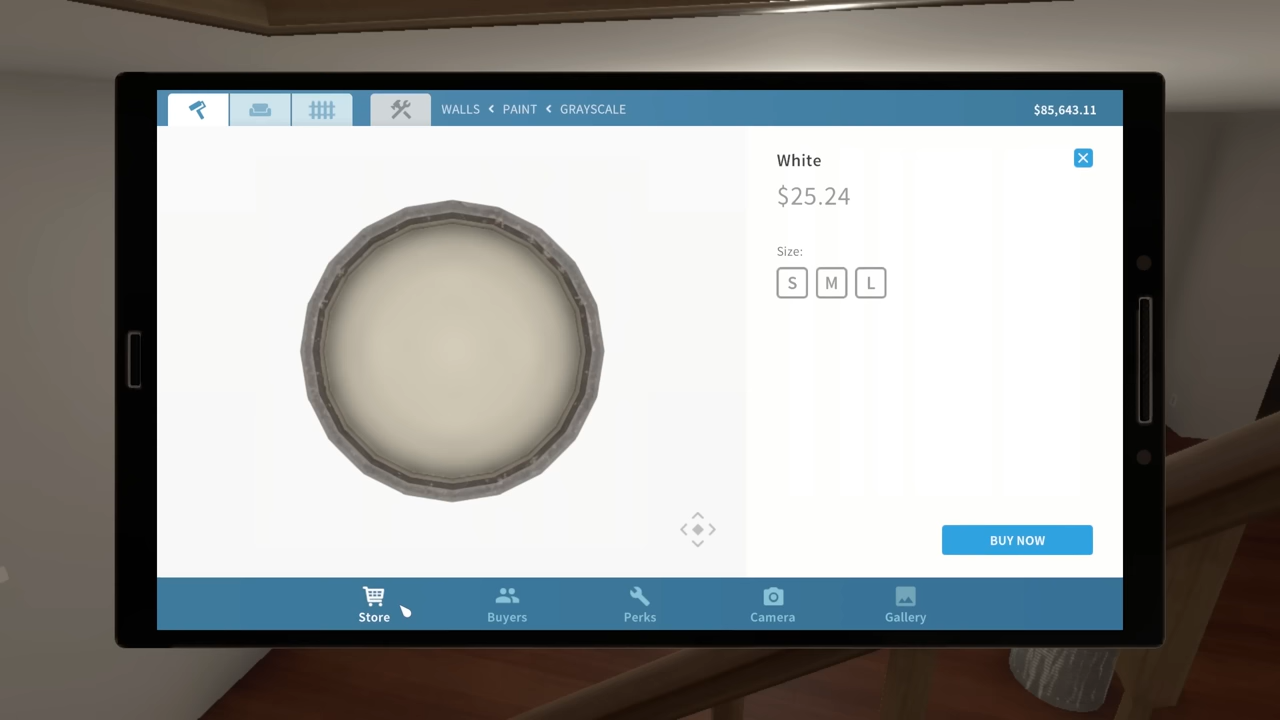 WALLS < PAINT < GRAYSCALE
$85,643.11
White
$25.24
Size:
S M L
BUY NOW
Store Buyers Perks Camera Gallery